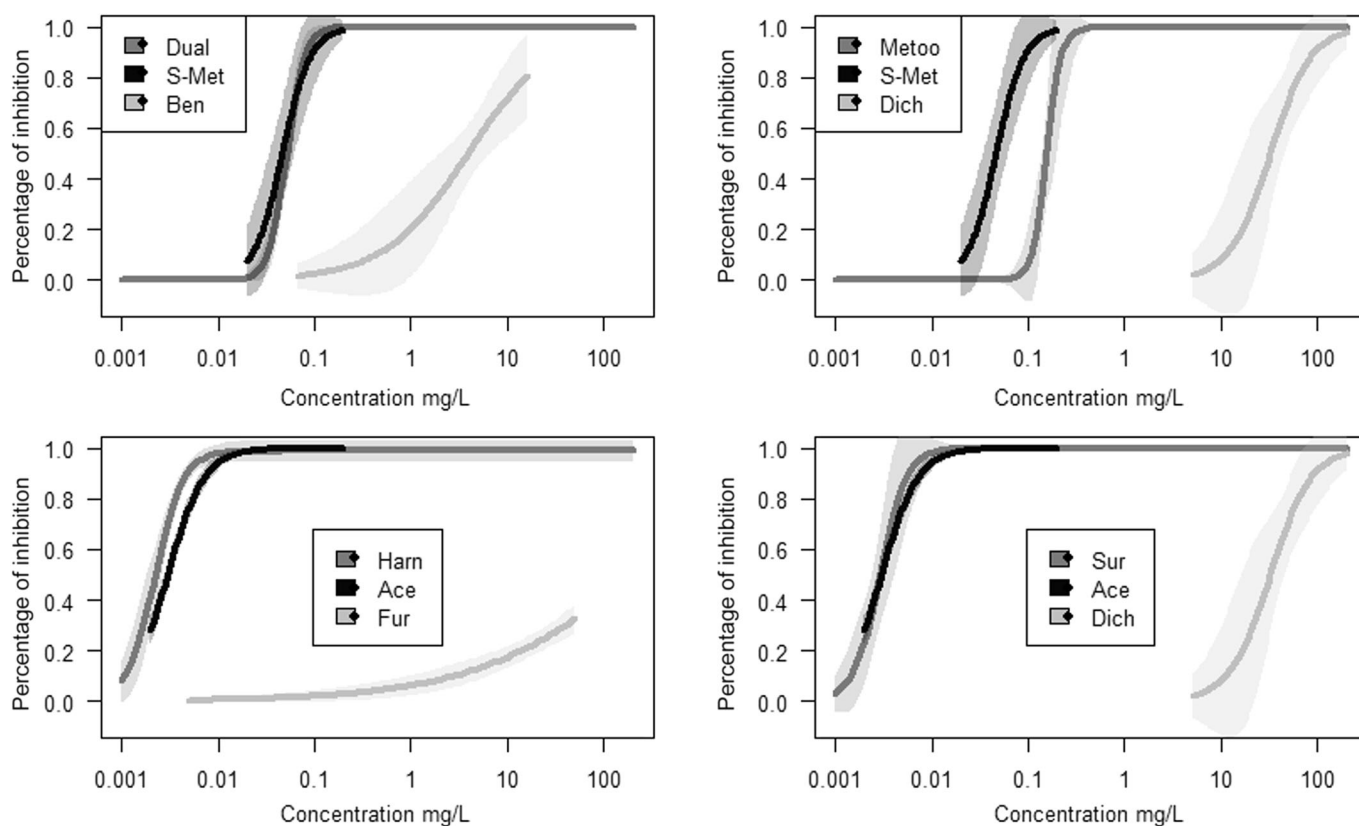 Percentage of inhibition
1.0
0.8
0.6
0.4
0.2
0.0
Dual
S-Met
Ben
0.001 0.01 0.1 1 10 100
Concentration mg/L
Percentage of inhibition
1.0
0.8
0.6
0.4
0.2
0.0
Metoo
S-Met
Dich
0.001 0.01 0.1 1 10 100
Concentration mg/L
Percentage of inhibition
1.0
0.8
0.6
0.4
0.2
0.0
Harn
Ace
Fur
0.001 0.01 0.1 1 10 100
Concentration mg/L
Percentage of inhibition
1.0
0.8
0.6
0.4
0.2
0.0
Sur
Ace
Dich
0.001 0.01 0.1 1 10 100
Concentration mg/L